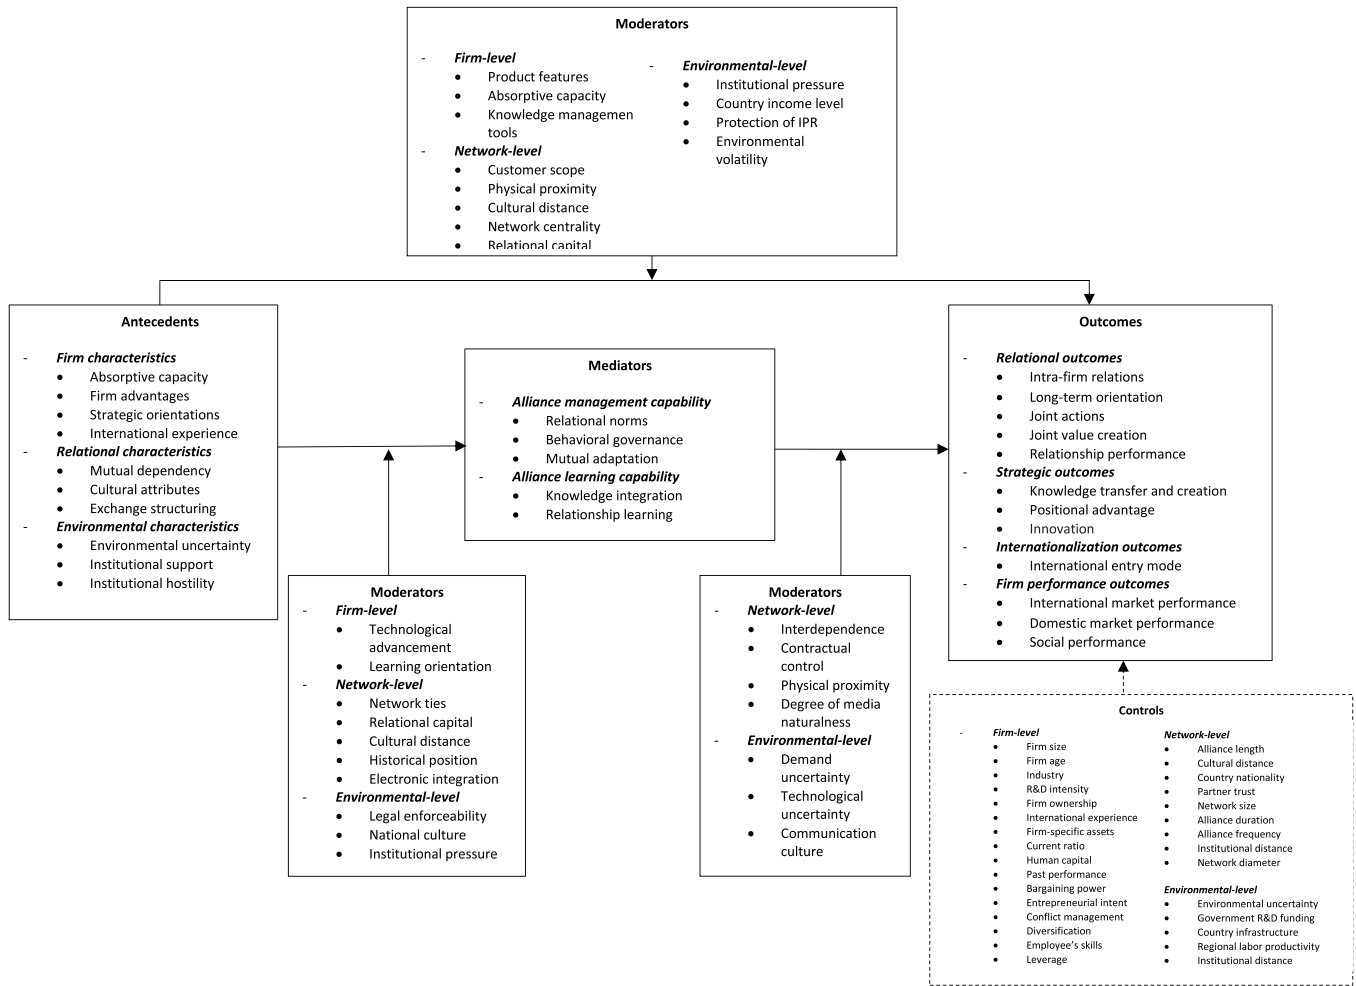 Moderators
- Firm-level
● Product features
● Absorptive capacity
● Knowledge managemen
tools
- Network-level
● Customer scope
● Physical proximity
● Cultural distance
● Network centrality
● Relational capital
- Environmental-level
● Institutional pressure
● Country income level
● Protection of IPR
● Environmental
volatility
Antecedents
- Firm characteristics
● Absorptive capacity
● Firm advantages
● Strategic orientations
● International experience
- Relational characteristics
● Mutual dependency
● Cultural attributes
● Exchange structuring
- Environmental characteristics
● Environmental uncertainty
● Institutional support
● Institutional hostility
Mediators
- Alliance management capability
● Relational norms
● Behavioral governance
● Mutual adaptation
- Alliance learning capability
● Knowledge integration
● Relationship learning
Outcomes
- Relational outcomes
● Intra-firm relations
● Long-term orientation
● Joint actions
● Joint value creation
● Relationship performance
- Strategic outcomes
● Knowledge transfer and creation
● Positional advantage
● Innovation
- Internationalization outcomes
● International entry mode
- Firm performance outcomes
● International market performance
● Domestic market performance
● Social performance
Moderators
- Firm-level
● Technological
advancement
● Learning orientation
- Network-level
● Network ties
● Relational capital
● Cultural distance
● Historical position
● Electronic integration
- Environmental-level
● Legal enforceability
● National culture
● Institutional pressure
Moderators
- Network-level
● Interdependence
● Contractual
control
● Physical proximity
● Degree of media
naturalness
- Environmental-level
● Demand
uncertainty
● Technological
uncertainty
● Communication
culture
Controls
- Firm-level
● Firm size
● Firm age
● Industry
● R&D intensity
● Firm ownership
● International experience
● Firm-specific assets
● Current ratio
● Human capital
● Past performance
● Bargaining power
● Entrepreneurial intent
● Conflict management
● Diversification
● Employee’s skills
● Leverage
Network-level
● Alliance length
● Cultural distance
● Country nationality
● Partner trust
● Network size
● Alliance duration
● Alliance frequency
● Institutional distance
● Network diameter
Environmental-level
● Environmental uncertainty
● Government R&D funding
● Country infrastructure
● Regional labor productivity
● Institutional distance